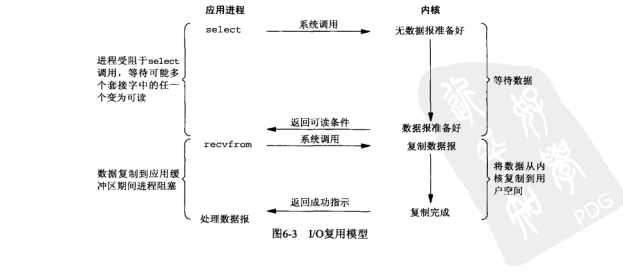 应用进程
内核
select
系统调用
无数据报准备好
进程受阻于select
调用，等待可能多
个套接字中的任一
个变为可读
等待数据
返回可读条件
数据报准备好
recvfrom
系统调用
复制数据报
数据复制到应用缓
冲区期间进程阻塞
将数据从内
核复制到用
户空间
返回成功指示
处理数据报
复制完成
图6-3 I/O复用模型
PDG